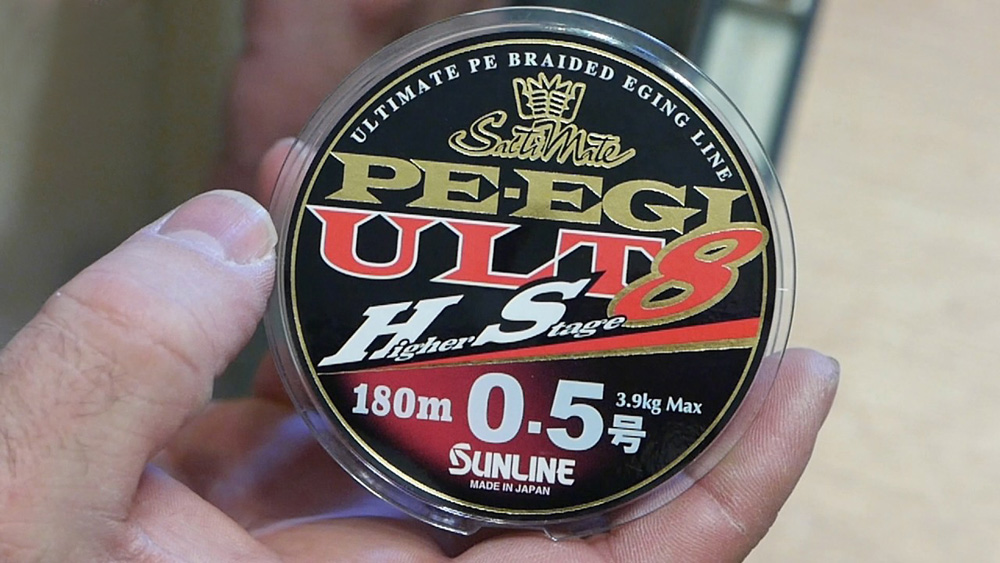 ULTIMATE PE BRAIDED EGING LINE
SaltiMate
PE-EGI
ULT8
Higher Stage
180m 0.5号 3.9kg Max
SUNLINE
MADE IN JAPAN